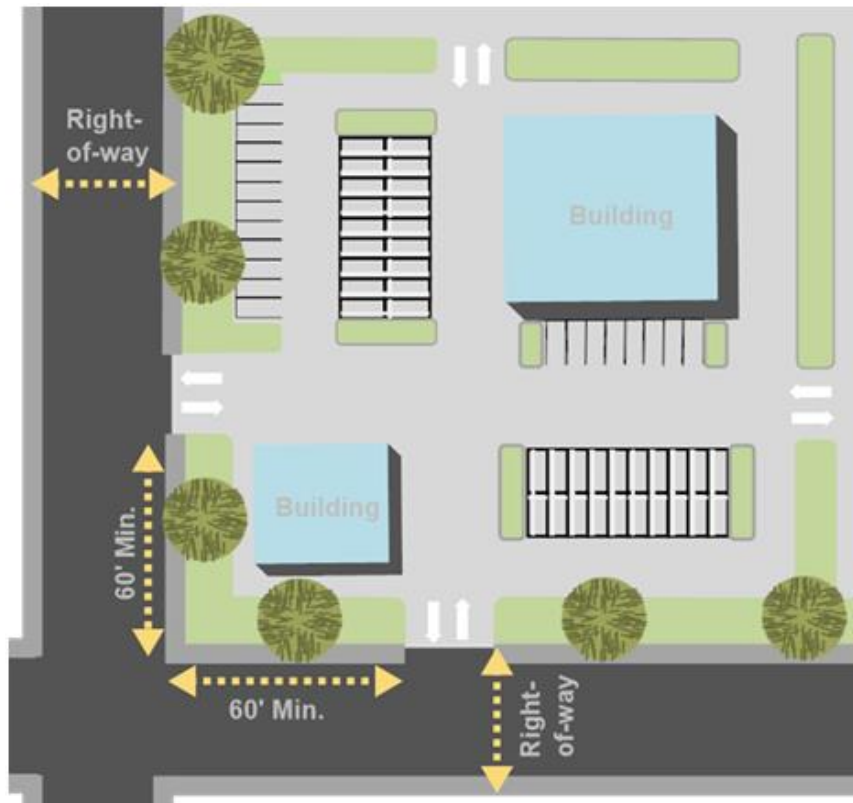 Right-
of-way
Building
Building
60' Min.
60' Min.
Right-
of-way